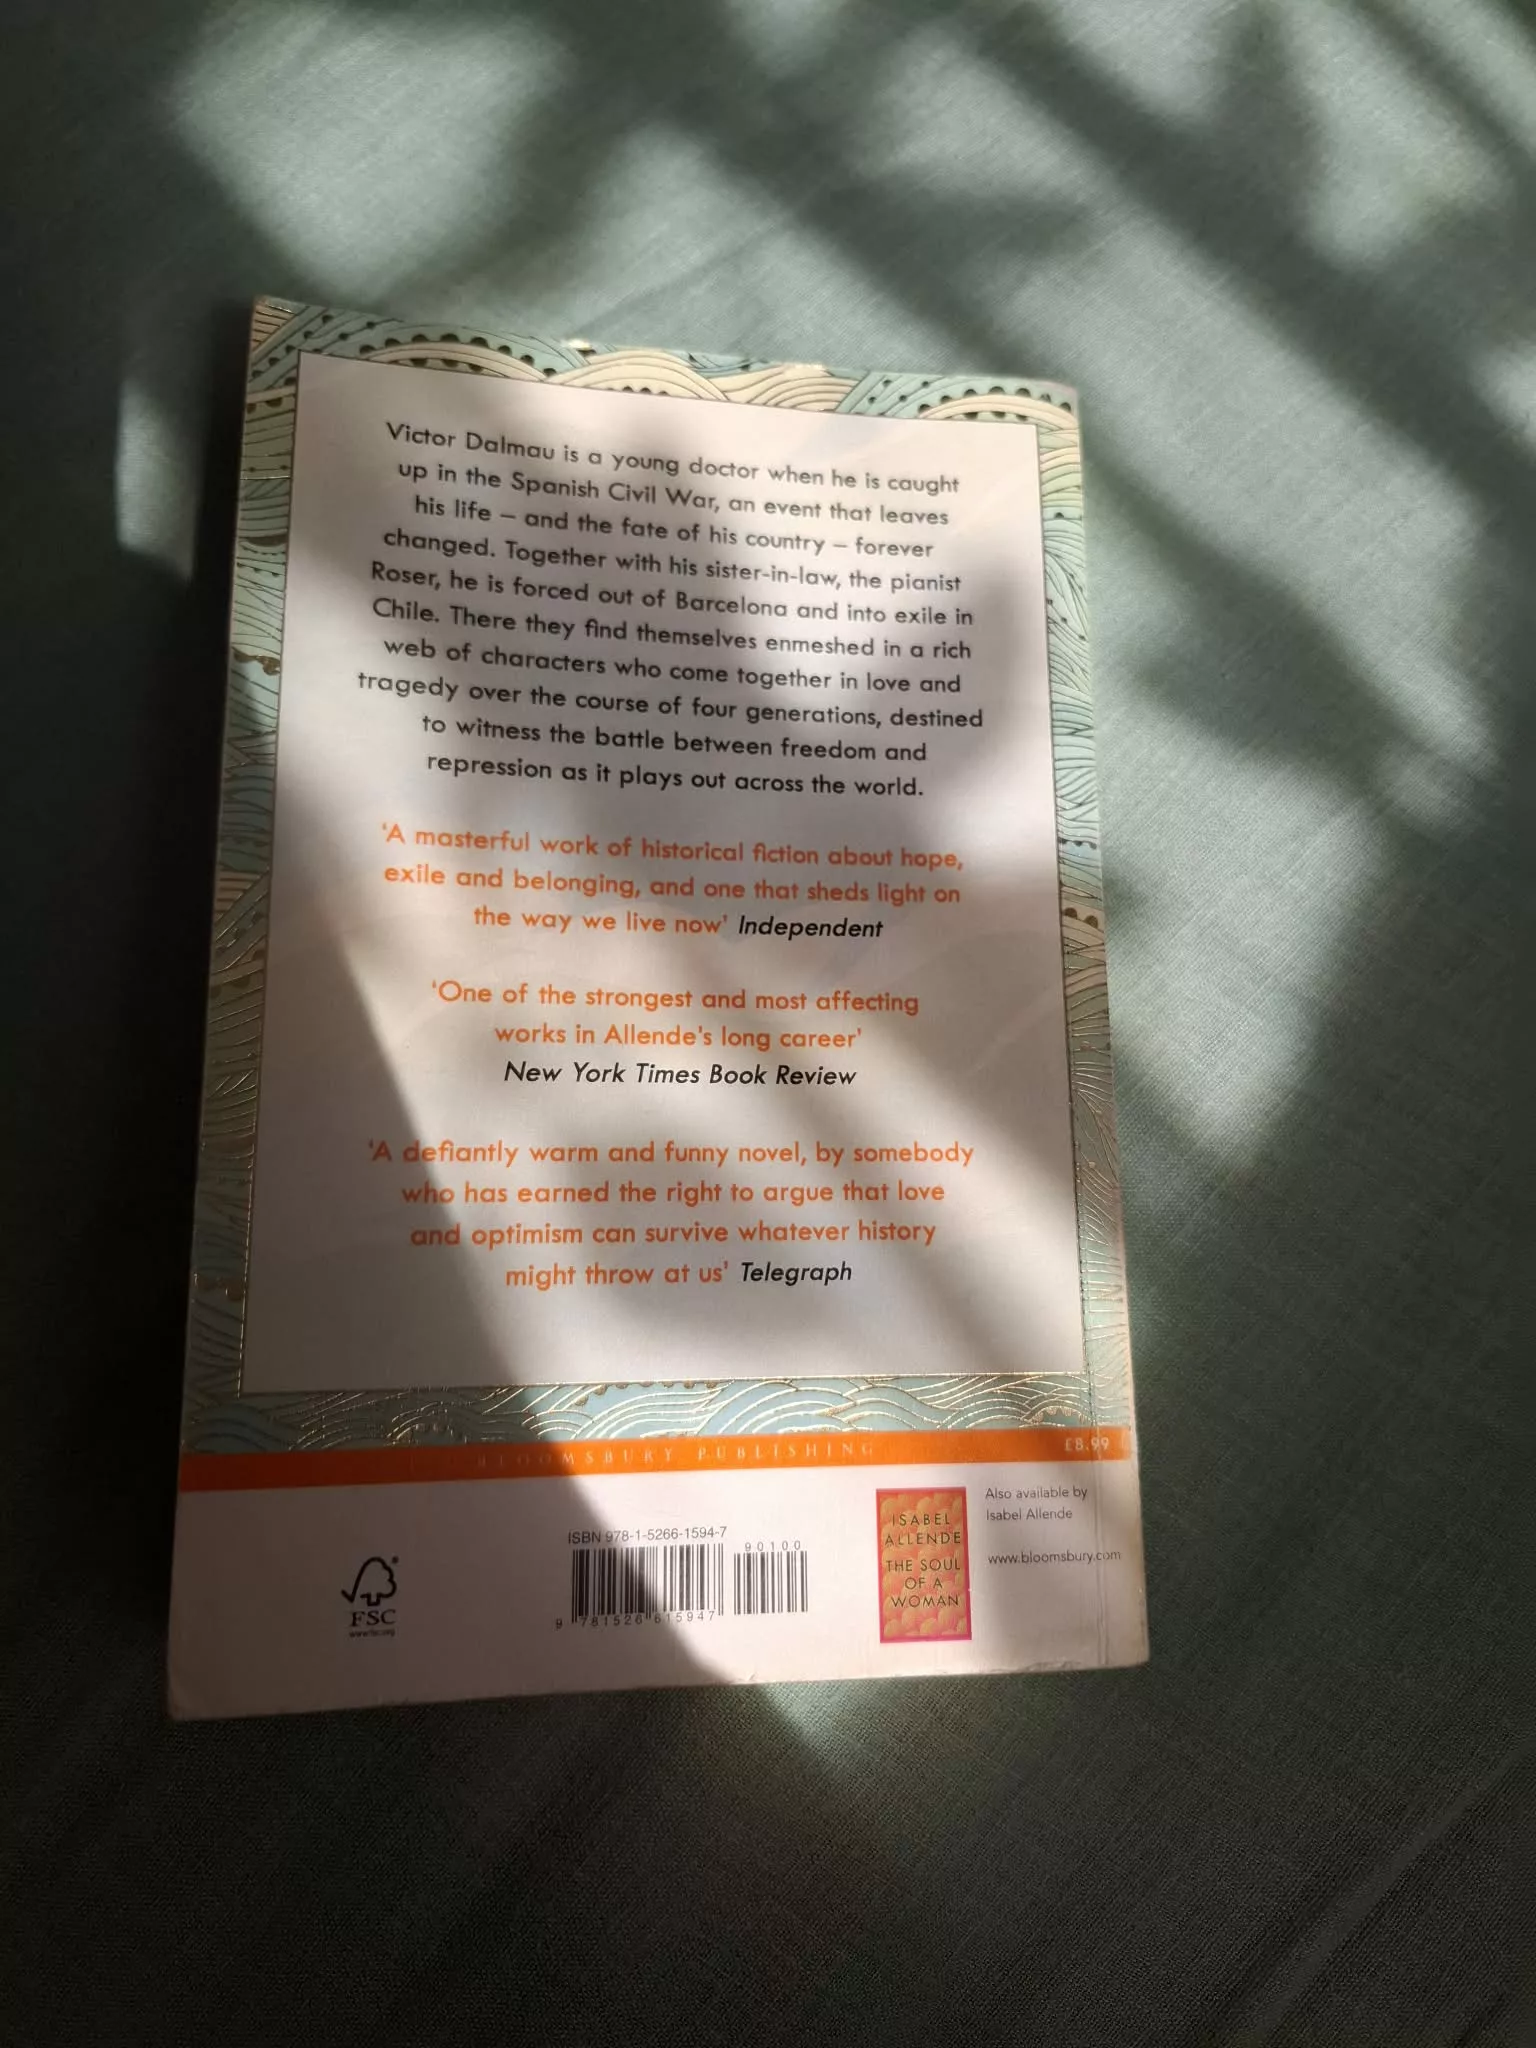 Victor Dalmau is a young doctor when he is caught
up in the Spanish Civil War, an event that leaves
his life – and the fate of his country – forever
changed. Together with his sister-in-law, the pianist
Roser, he is forced out of Barcelona and into exile in
Chile. There they find themselves enmeshed in a rich
web of characters who come together in love and
tragedy over the course of four generations, destined
to witness the battle between freedom and
repression as it plays out across the world.
‘A masterful work of historical fiction about hope,
exile and belonging, and one that sheds light on
the way we live now’ Independent
‘One of the strongest and most affecting
works in Allende’s long career’
New York Times Book Review
‘A defiantly warm and funny novel, by somebody
who has earned the right to argue that love
and optimism can survive whatever history
might throw at us’ Telegraph
BLOOMSBURY PUBLISHING
£8.99
ISBN 978-1-5266-1594-7
90100
9 781526 615947
FSC
www.fsc.org
ISABEL
ALLENDE
THE SOUL
OF A
WOMAN
Also available by
Isabel Allende
www.bloomsbury.com